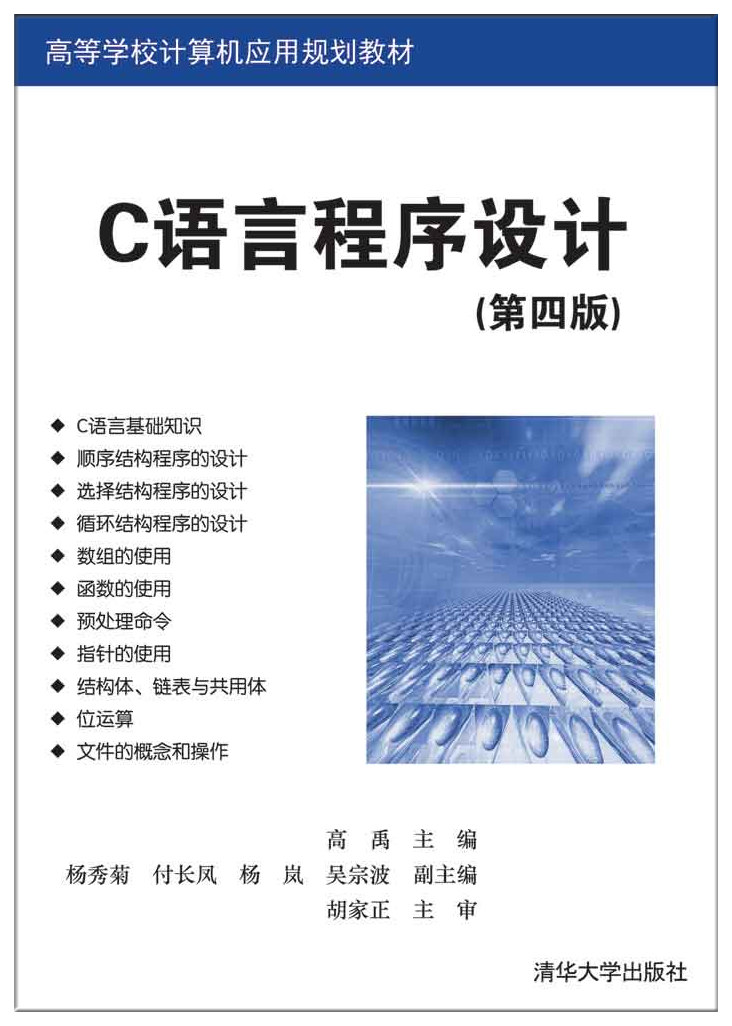 高等学校计算机应用规划教材
C语言程序设计
(第四版)
◆ C语言基础知识
◆ 顺序结构程序的设计
◆ 选择结构程序的设计
◆ 循环结构程序的设计
◆ 数组的使用
◆ 函数的使用
◆ 预处理命令
◆ 指针的使用
◆ 结构体、链表与共用体
◆ 位运算
◆ 文件的概念和操作
高 禹 主 编
杨秀菊 付长凤 杨 岚 吴宗波 副主编
胡家正 主 审
清华大学出版社